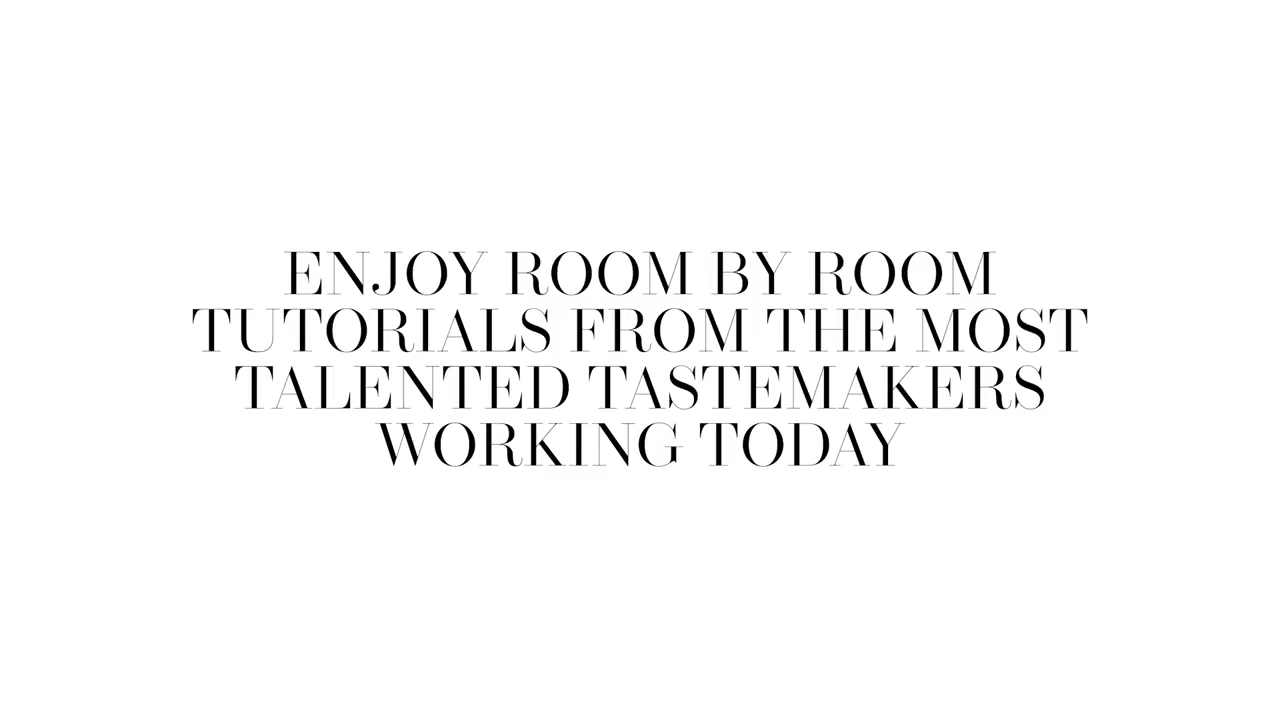 ENJOY ROOM BY ROOM
TUTORIALS FROM THE MOST
TALENTED TASTEMAKERS
WORKING TODAY